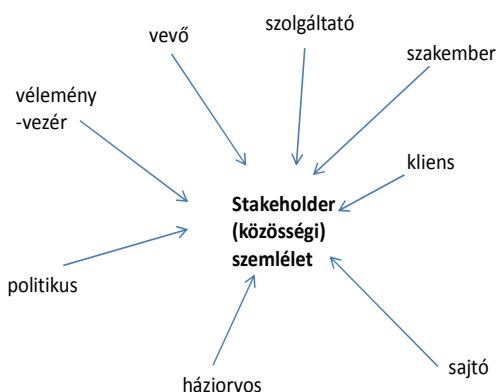 szolgáltató
vevő
szakember
vélemény
-vezér
kliens
Stakeholder
(közösségi)
szemlélet
politikus
sajtó
háziorvos